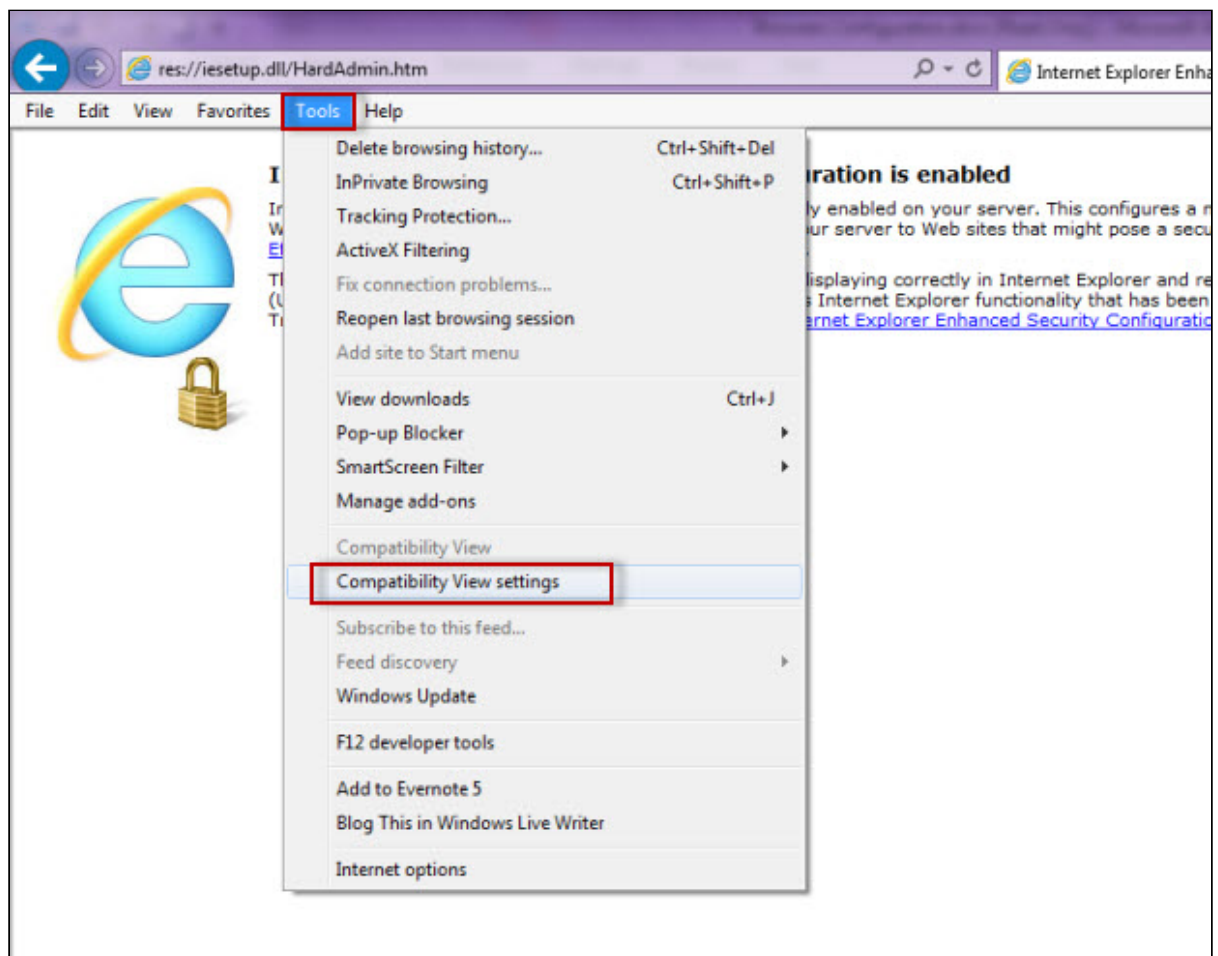 res://iesetup.dll/HardAdmin.htm
Internet Explorer Enha
File Edit View Favorites Tools Help
Delete browsing history... Ctrl+Shift+Del
InPrivate Browsing Ctrl+Shift+P
Tracking Protection...
ActiveX Filtering
Fix connection problems...
Reopen last browsing session
Add site to Start menu
View downloads Ctrl+J
Pop-up Blocker
SmartScreen Filter
Manage add-ons
Compatibility View
Compatibility View settings
Subscribe to this feed...
Feed discovery
Windows Update
F12 developer tools
Add to Evernote 5
Blog This in Windows Live Writer
Internet options
I
uration is enabled
ly enabled on your server. This configures a
ur server to Web sites that might pose a secu
displaying correctly in Internet Explorer and re
Internet Explorer functionality that has been
ernet Explorer Enhanced Security Configuratio